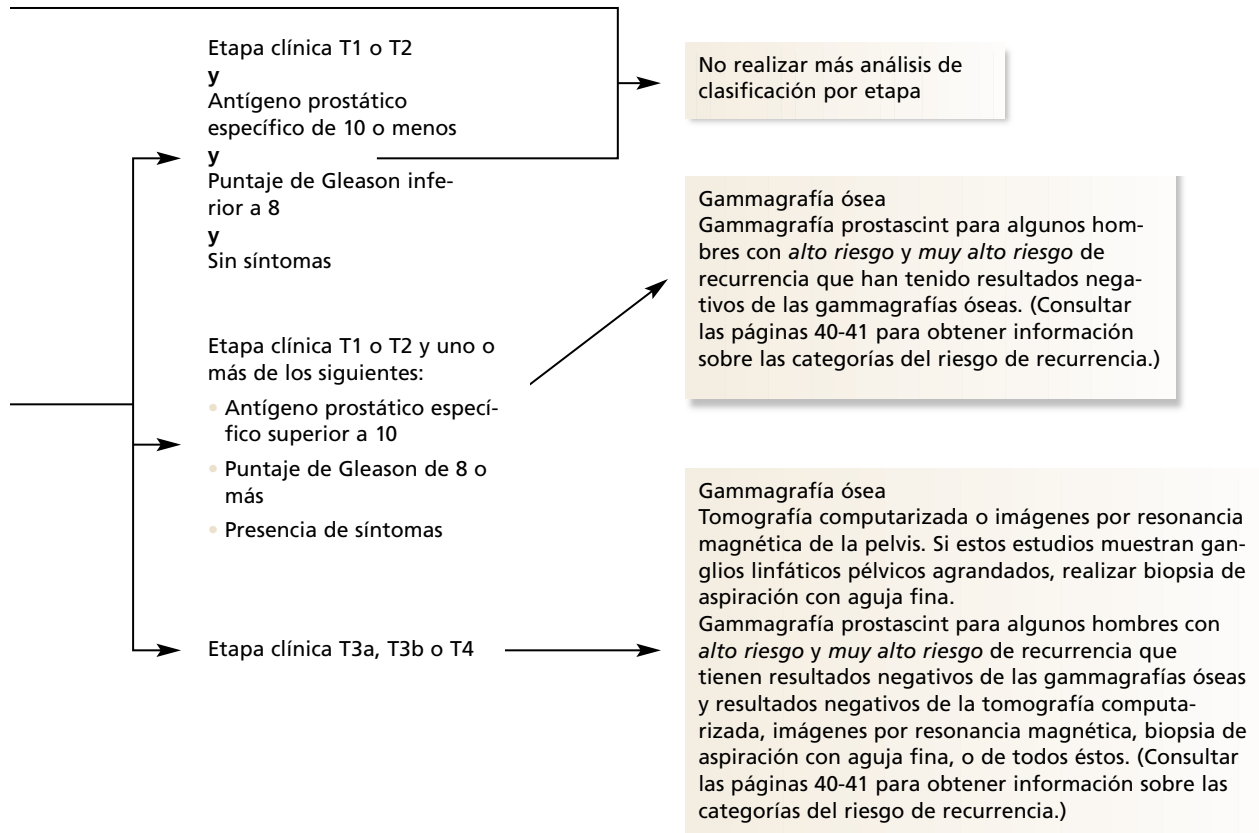 Etapa clínica T1 o T2
y
Antígeno prostático
específico de 10 o menos
y
Puntaje de Gleason infe-
rior a 8
y
Sin síntomas
No realizar más análisis de
clasificación por etapa
Etapa clínica T1 o T2 y uno o
más de los siguientes:
• Antígeno prostático especí-
fico superior a 10
• Puntaje de Gleason de 8 o
más
• Presencia de síntomas
Gammagrafía ósea
Gammagrafía prostascint para algunos hom-
bres con alto riesgo y muy alto riesgo de
recurrencia que han tenido resultados nega-
tivos de las gammagrafías óseas. (Consultar
las páginas 40-41 para obtener información
sobre las categorías del riesgo de recurrencia.)
Etapa clínica T3a, T3b o T4
Gammagrafía ósea
Tomografía computarizada o imágenes por resonancia
magnética de la pelvis. Si estos estudios muestran gan-
glios linfáticos pélvicos agrandados, realizar biopsia de
aspiración con aguja fina.
Gammagrafía prostascint para algunos hombres con
alto riesgo y muy alto riesgo de recurrencia que
tienen resultados negativos de las gammagrafías óseas
y resultados negativos de la tomografía computa-
rizada, imágenes por resonancia magnética, biopsia de
aspiración con aguja fina, o de todos éstos. (Consultar
las páginas 40-41 para obtener información sobre las
categorías del riesgo de recurrencia.)